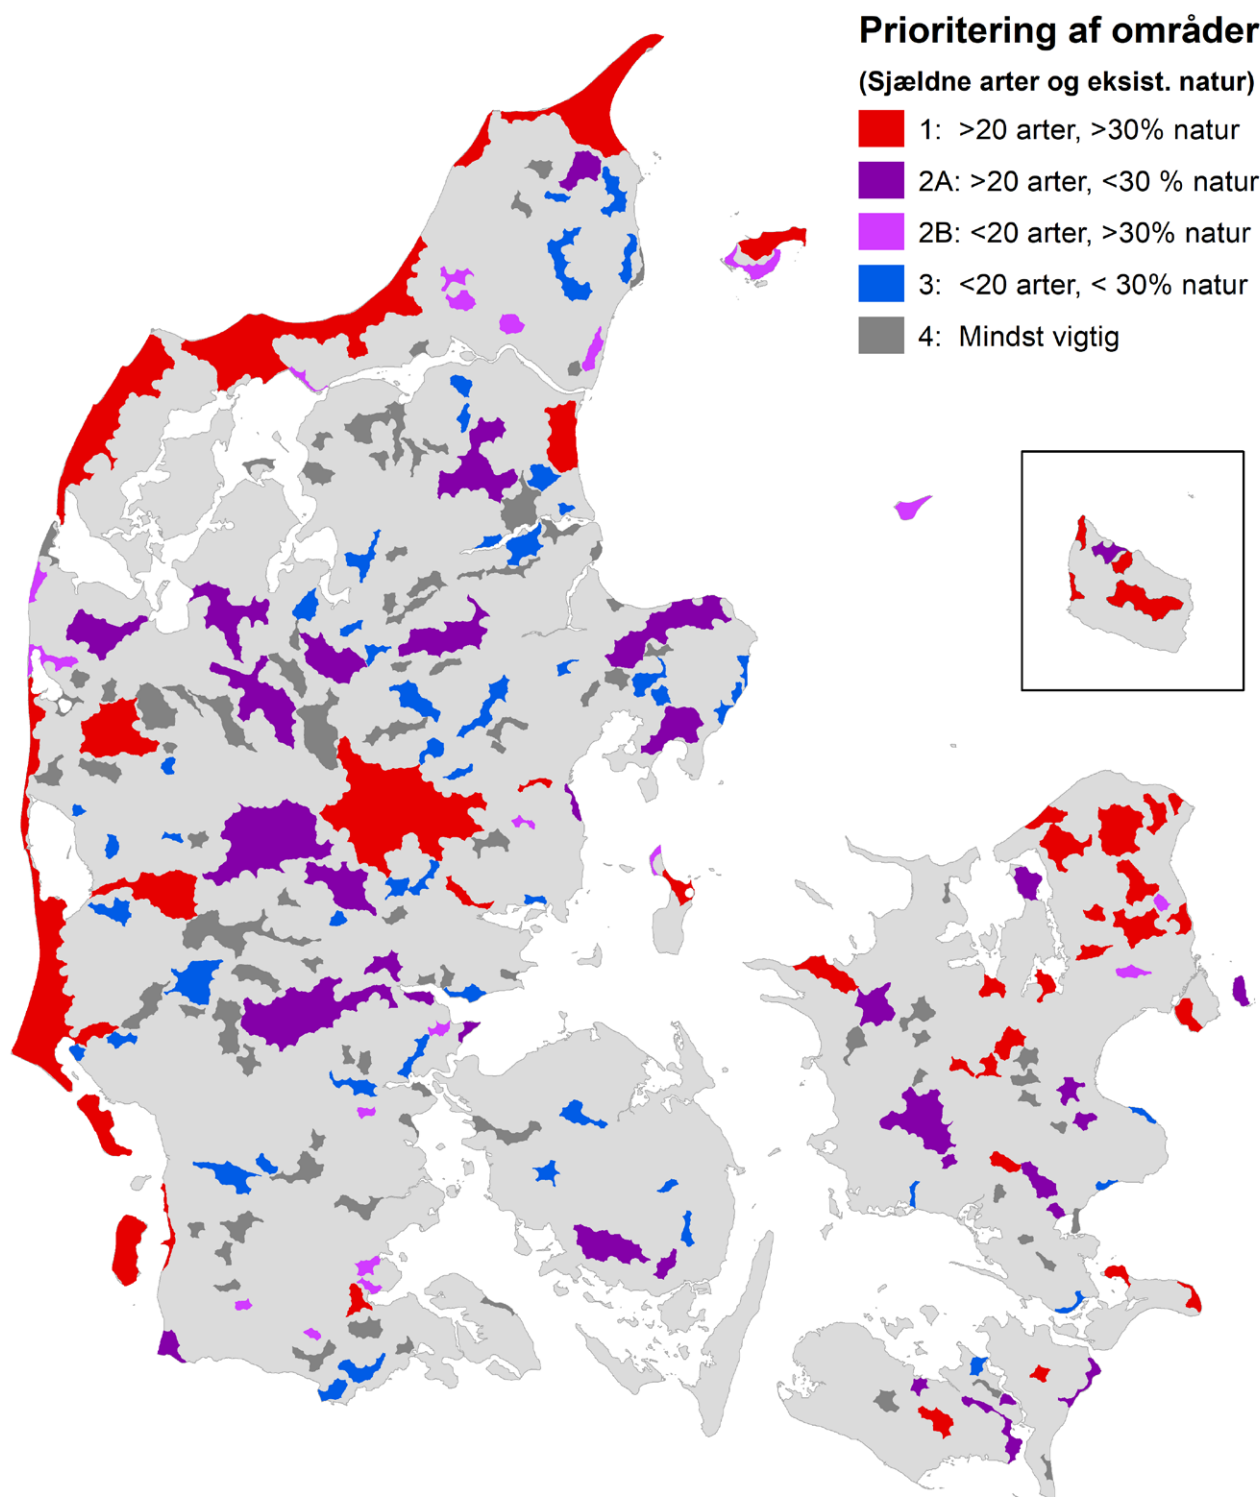 Prioritering af områder
(Sjældne arter og eksist. natur)
1: >20 arter, >30% natur
2A: >20 arter, <30 % natur
2B: <20 arter, >30% natur
3: <20 arter, < 30% natur
4: Mindst vigtig